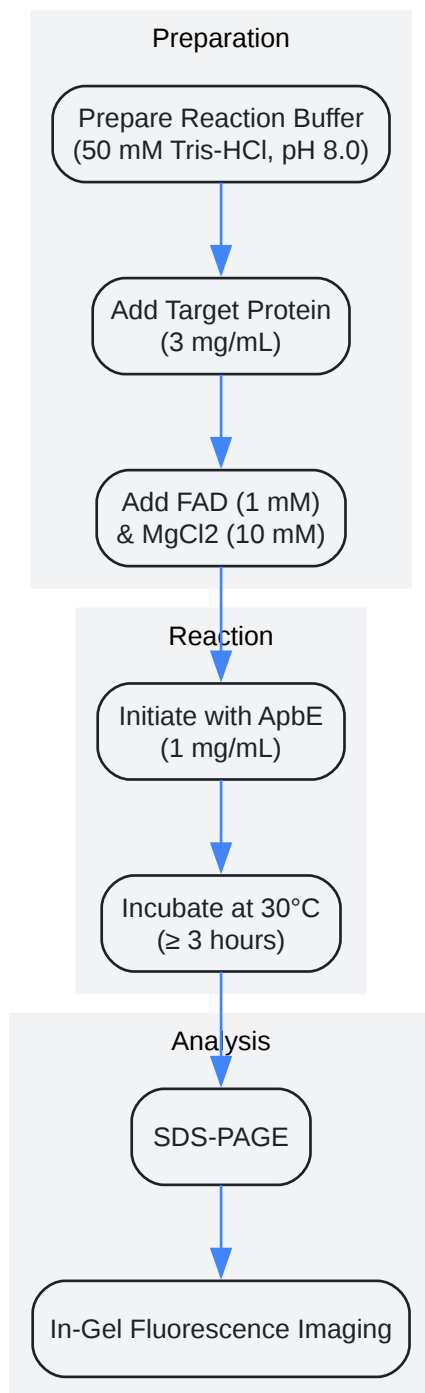 Preparation
Prepare Reaction Buffer
(50 mM Tris-HCl, pH 8.0)
Add Target Protein
(3 mg/mL)
Add FAD (1 mM)
& MgCl2 (10 mM)
Reaction
Initiate with ApbE
(1 mg/mL)
Incubate at 30°C
(≥ 3 hours)
Analysis
SDS-PAGE
In-Gel Fluorescence Imaging